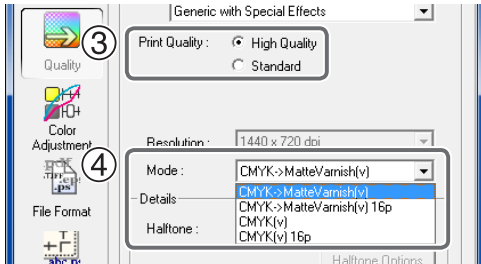 Generic with Special Effects
③
Print Quality : High Quality
Standard
Quality
Color
Adjustment
Resolution : 1440 x 720 dpi
④
Mode : CMYK->MatteVarnish(v)
CMYK->MatteVarnish(v)
Details
CMYK->MatteVarnish(v) 16p
CMYK(v)
Halftone :
CMYK(v) 16p
File Format
Halftone Options